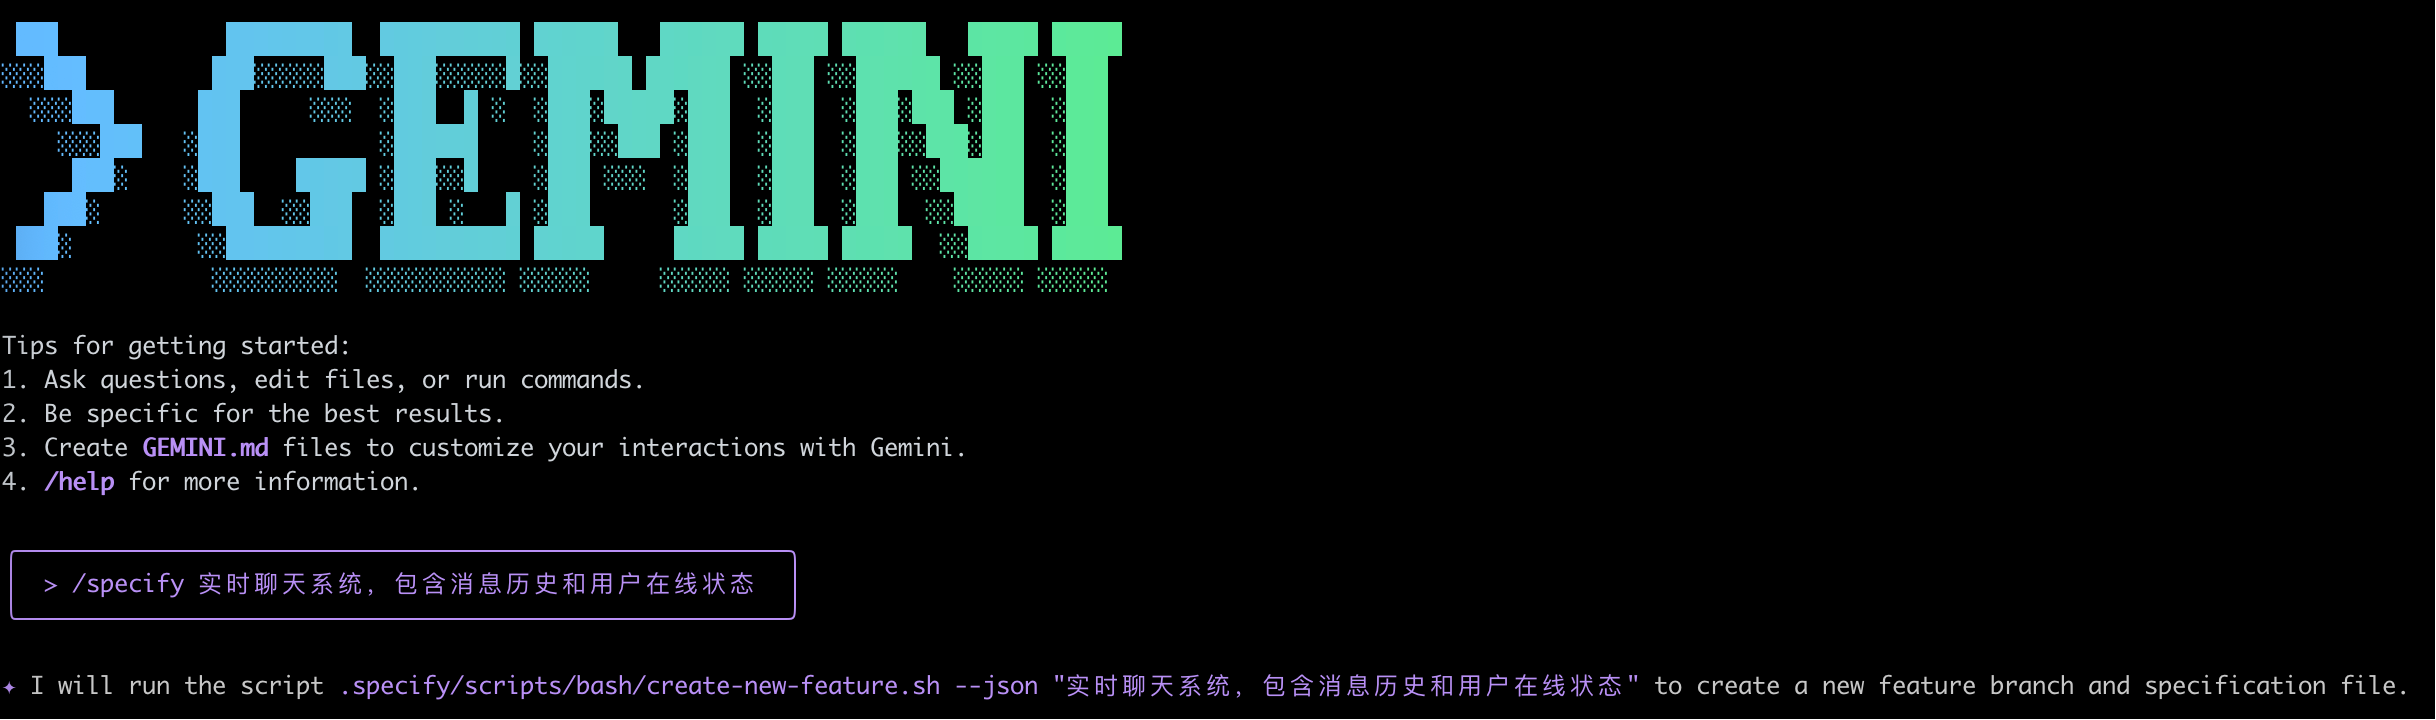 > GEMINI
Tips for getting started:
1. Ask questions, edit files, or run commands.
2. Be specific for the best results.
3. Create GEMINI.md files to customize your interactions with Gemini.
4. /help for more information.
> /specify 实时聊天系统，包含消息历史和用户在线状态
✦ I will run the script .specify/scripts/bash/create-new-feature.sh --json "实时聊天系统，包含消息历史和用户在线状态" to create a new feature branch and specification file.